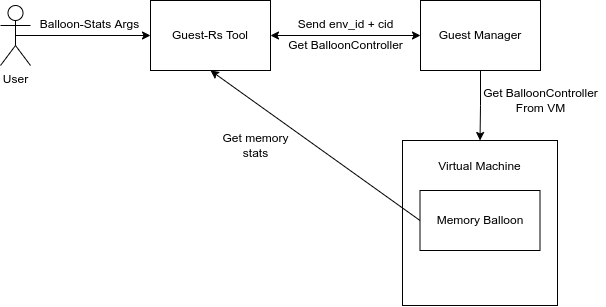 Balloon-Stats Args
User
Guest-Rs Tool
Send env_id + cid
Get BalloonController
Guest Manager
Get BalloonController
From VM
Get memory
stats
Virtual Machine
Memory Balloon